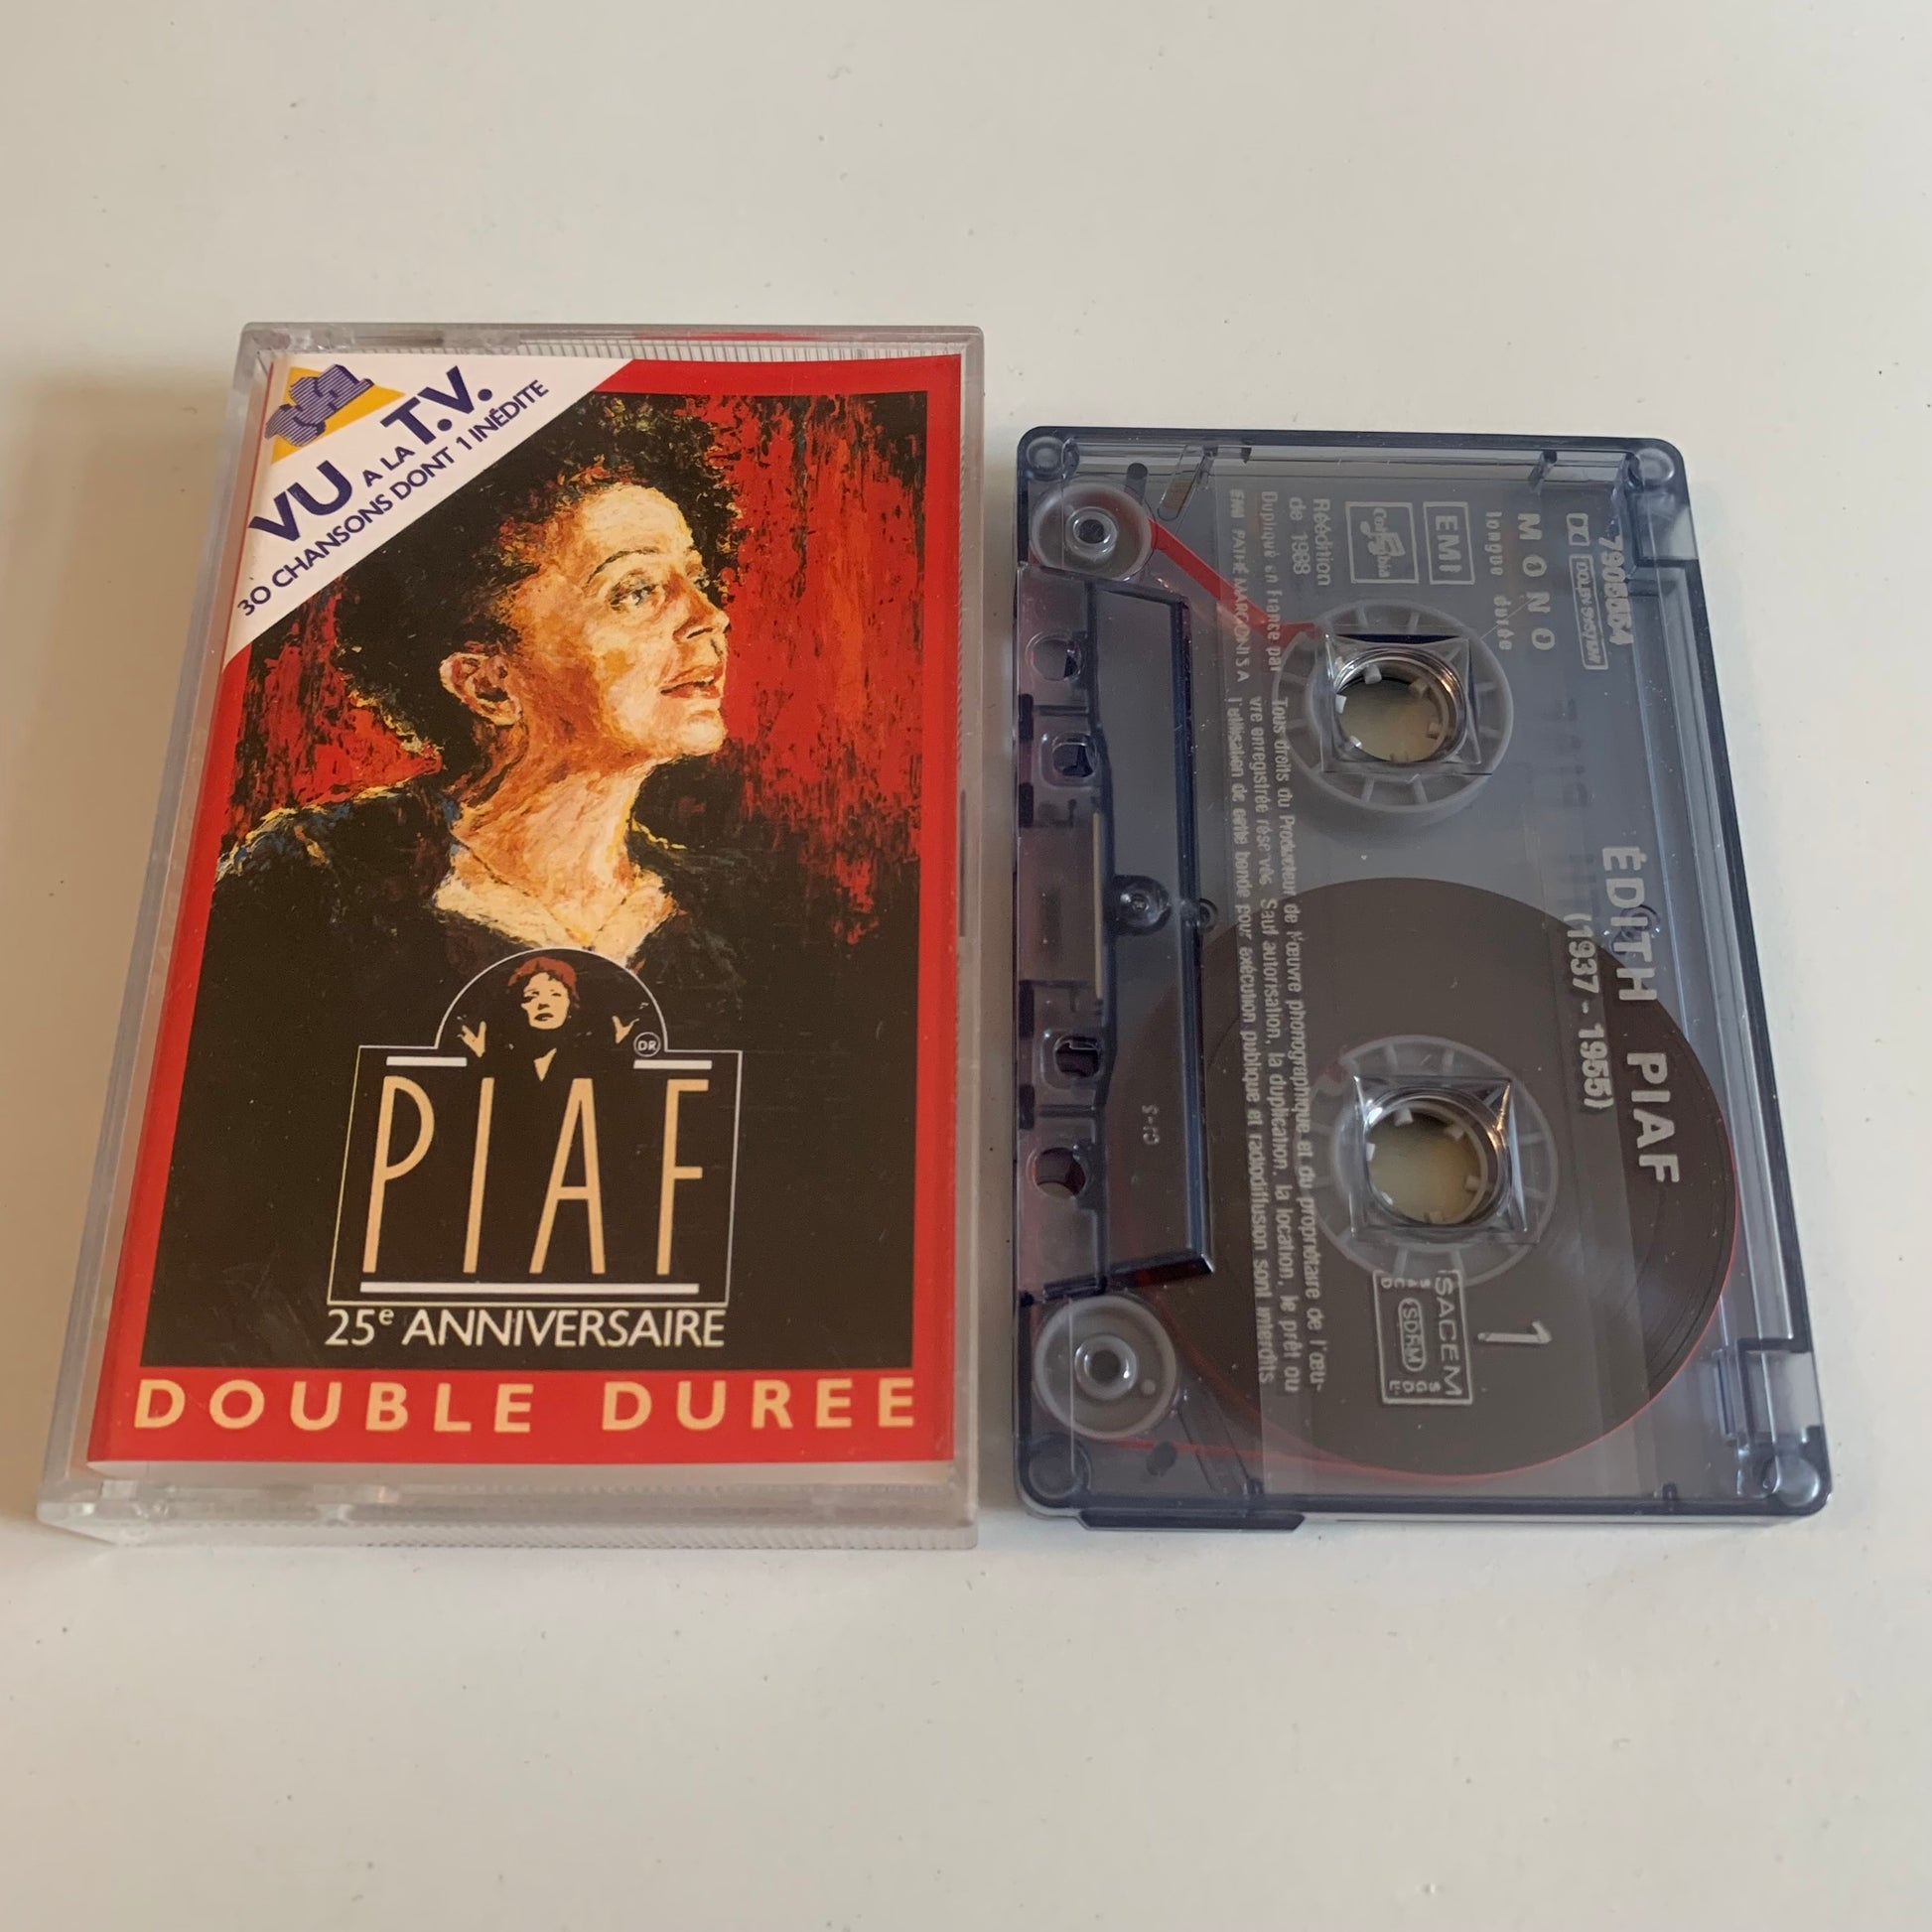 VU A LA T.V.
30 CHANSONS DONT 1 INÉDITE
DR
PIAF
25e ANNIVERSAIRE
DOUBLE DUREE
DOLBY SYSTEM
MONO
longue durée
EMI
Columbia
Réédition
de 1988
Dupliqué en France par
EMI PATHÉ MARCONI S.A.
ÉDITH PIAF
(1937 - 1955)
1
SACEM
SDRM
Tous droits du Producteur de l'œuvre phonographique et du propriétaire de l'œu-
vre enregistrée réservés. Sauf autorisation, la duplication, la location, le prêt ou
l'utilisation de cette bande pour exécution publique et radiodiffusion sont interdits